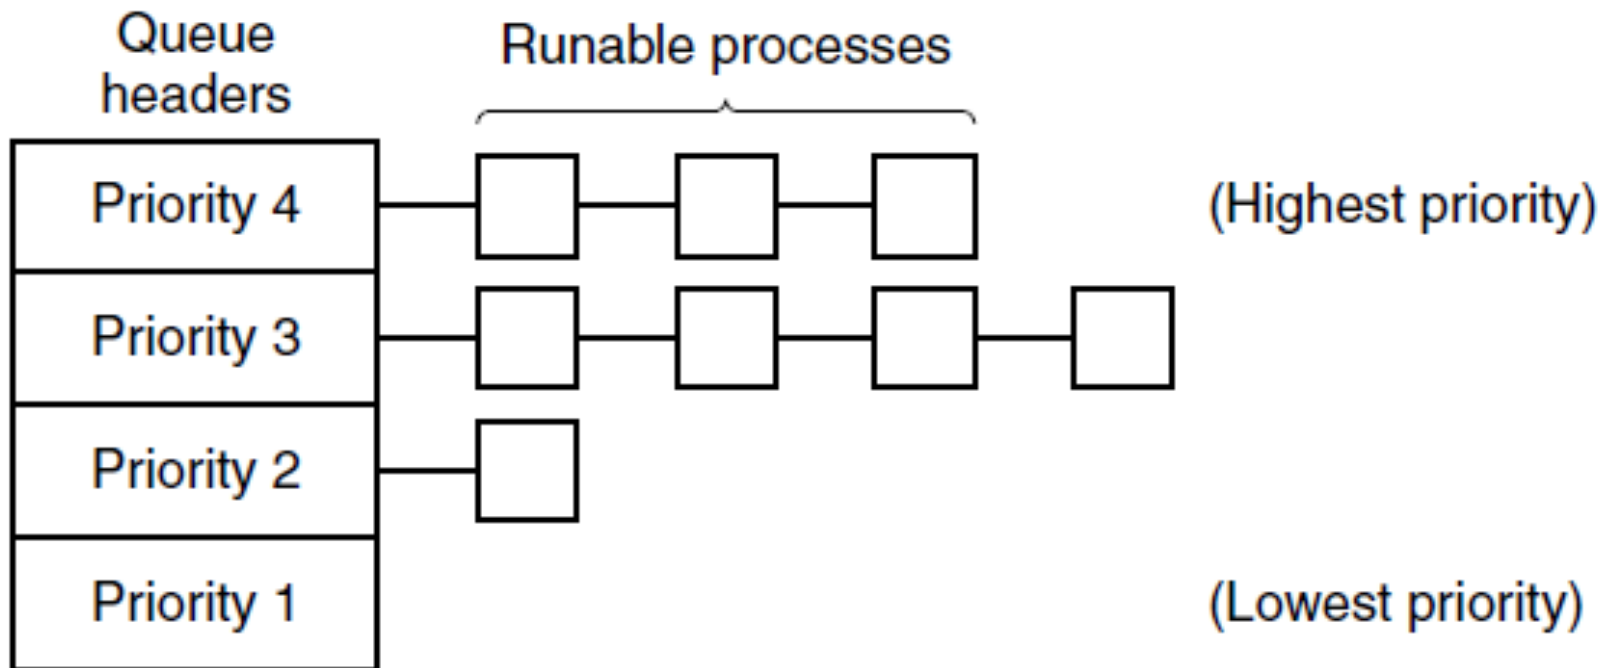 Queue
headers
Runable processes
Priority 4
(Highest priority)
Priority 3
Priority 2
Priority 1
(Lowest priority)